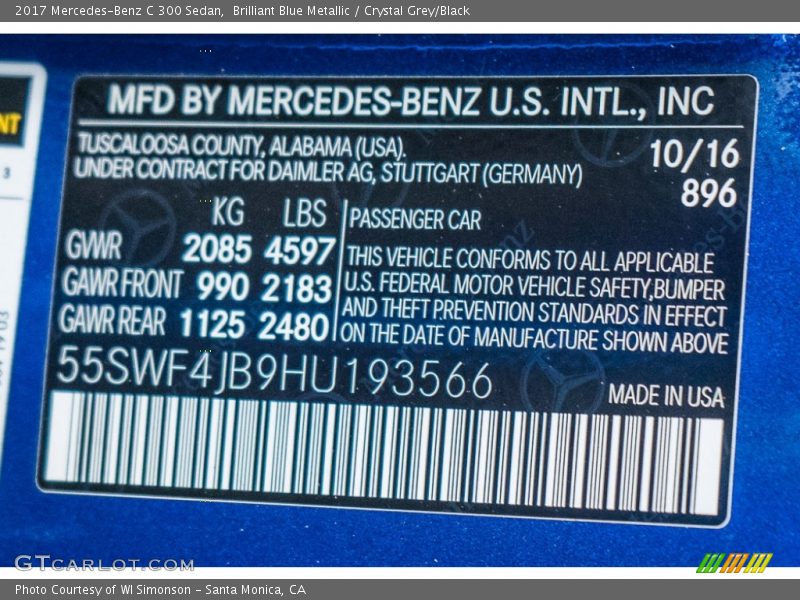 2017 Mercedes-Benz C 300 Sedan,  Brilliant Blue Metallic / Crystal Grey/Black
MFD BY MERCEDES-BENZ U.S. INTL., INC
TUSCALOOSA COUNTY, ALABAMA (USA).
UNDER CONTRACT FOR DAIMLER AG, STUTTGART (GERMANY)
10/16
896
KG LBS
GWR 2085 4597
GAWR FRONT 990 2183
GAWR REAR 1125 2480
PASSENGER CAR
THIS VEHICLE CONFORMS TO ALL APPLICABLE
U.S. FEDERAL MOTOR VEHICLE SAFETY,BUMPER
AND THEFT PREVENTION STANDARDS IN EFFECT
ON THE DATE OF MANUFACTURE SHOWN ABOVE
55SWF4JB9HU193566
MADE IN USA
NT
3
GTCARLOT.COM
Photo Courtesy of WI Simonson - Santa Monica, CA